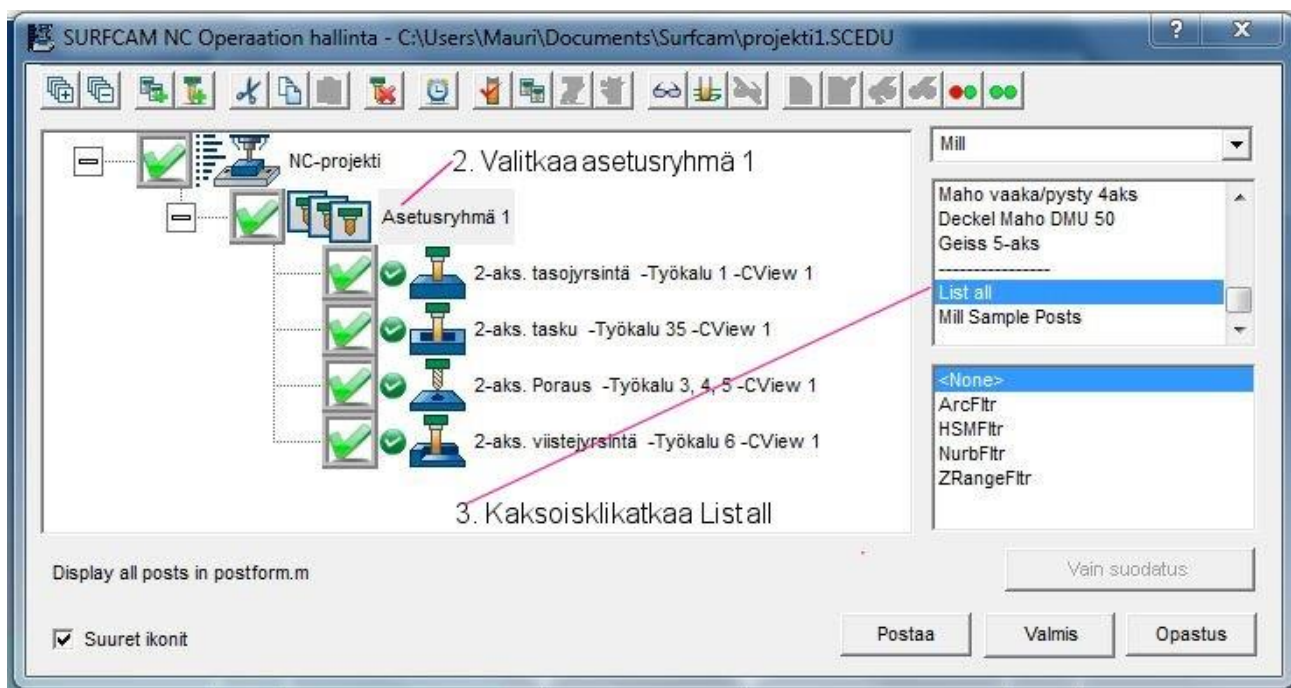 SURFCAM NC Operaation hallinta - C:\Users\Mauri\Documents\Surfcam\projekti1.SCEDU
NC-projekti
2. Valitkaa asetusryhmä 1
Asetusryhmä 1
2-aks. tasojyrsintä -Työkalu 1 -CView 1
2-aks. tasku -Työkalu 35 -CView 1
2-aks. Poraus -Työkalu 3, 4, 5 -CView 1
2-aks. viistejyrsintä -Työkalu 6 -CView 1
3. Kaksoisklikatkaa List all
Mill
Maho vaaka/pysty 4aks
Deckel Maho DMU 50
Geiss 5-aks
----------------
List all
Mill Sample Posts
<None>
ArcFltr
HSMFltr
NurbFltr
ZRangeFltr
Display all posts in postform.m
Vain suodatus
Suuret ikonit
Postaa
Valmis
Opastus